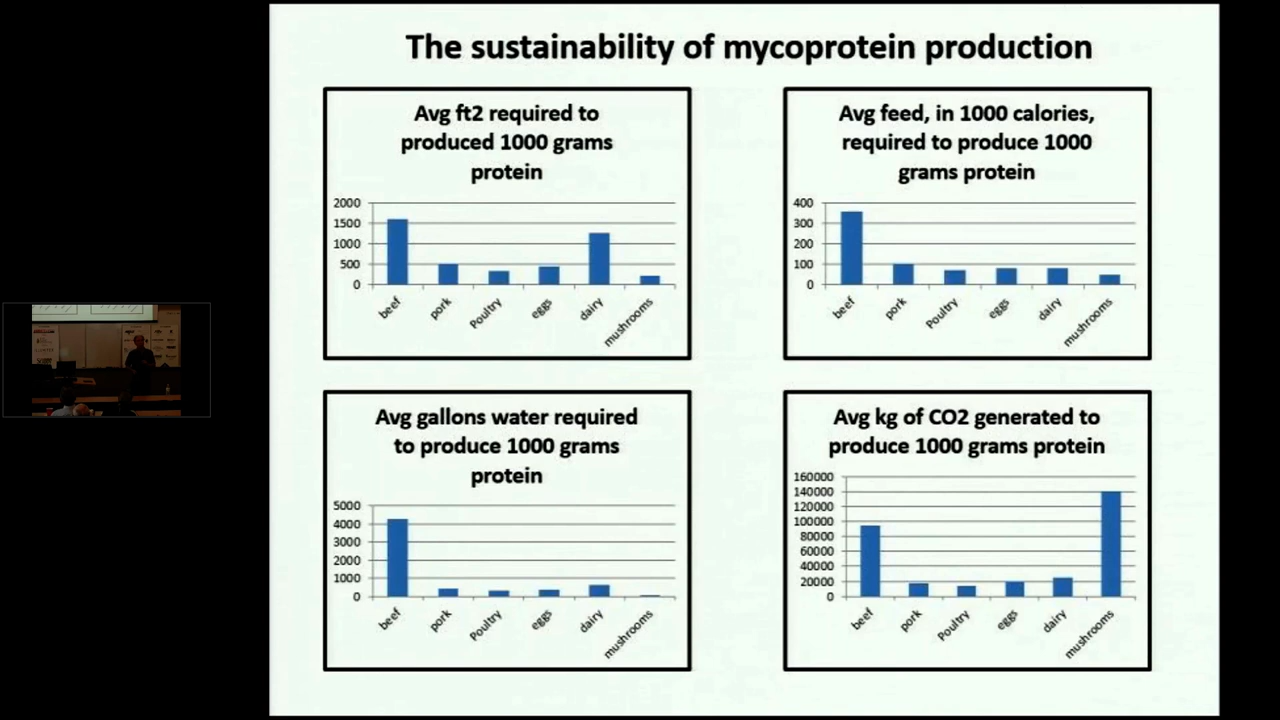 The sustainability of mycoprotein production
Avg ft2 required to
produced 1000 grams
protein
2000
1500
1000
500
0
beef
pork
Poultry
eggs
dairy
mushrooms
Avg feed, in 1000 calories,
required to produce 1000
grams protein
400
300
200
100
0
beef
pork
Poultry
eggs
dairy
mushrooms
Avg gallons water required
to produce 1000 grams
protein
5000
4000
3000
2000
1000
0
beef
pork
Poultry
eggs
dairy
mushrooms
Avg kg of CO2 generated to
produce 1000 grams protein
160000
140000
120000
100000
80000
60000
40000
20000
0
beef
pork
Poultry
eggs
dairy
mushrooms